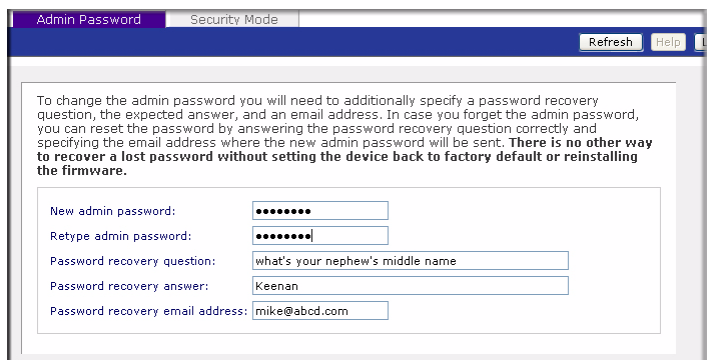 Admin Password Security Mode
Refresh Help
To change the admin password you will need to additionally specify a password recovery
question, the expected answer, and an email address. In case you forget the admin password,
you can reset the password by answering the password recovery question correctly and
specifying the email address where the new admin password will be sent. There is no other way
to recover a lost password without setting the device back to factory default or reinstalling
the firmware.
New admin password: ••••••••
Retype admin password: ••••••••
Password recovery question: what's your nephew's middle name
Password recovery answer: Keenan
Password recovery email address: mike@abcd.com